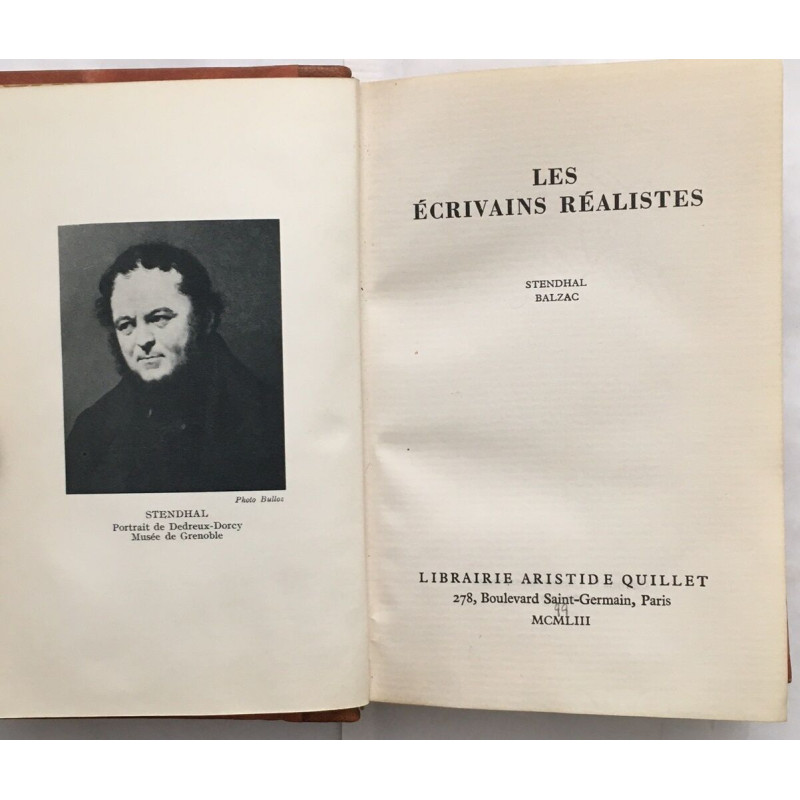 Photo Bulloz
STENDHAL
Portrait de Dedreux-Dorcy
Musée de Grenoble
LES
ÉCRIVAINS RÉALISTES
STENDHAL
BALZAC
LIBRAIRIE ARISTIDE QUILLET
278, Boulevard Saint-Germain, Paris
99
MCMLIII